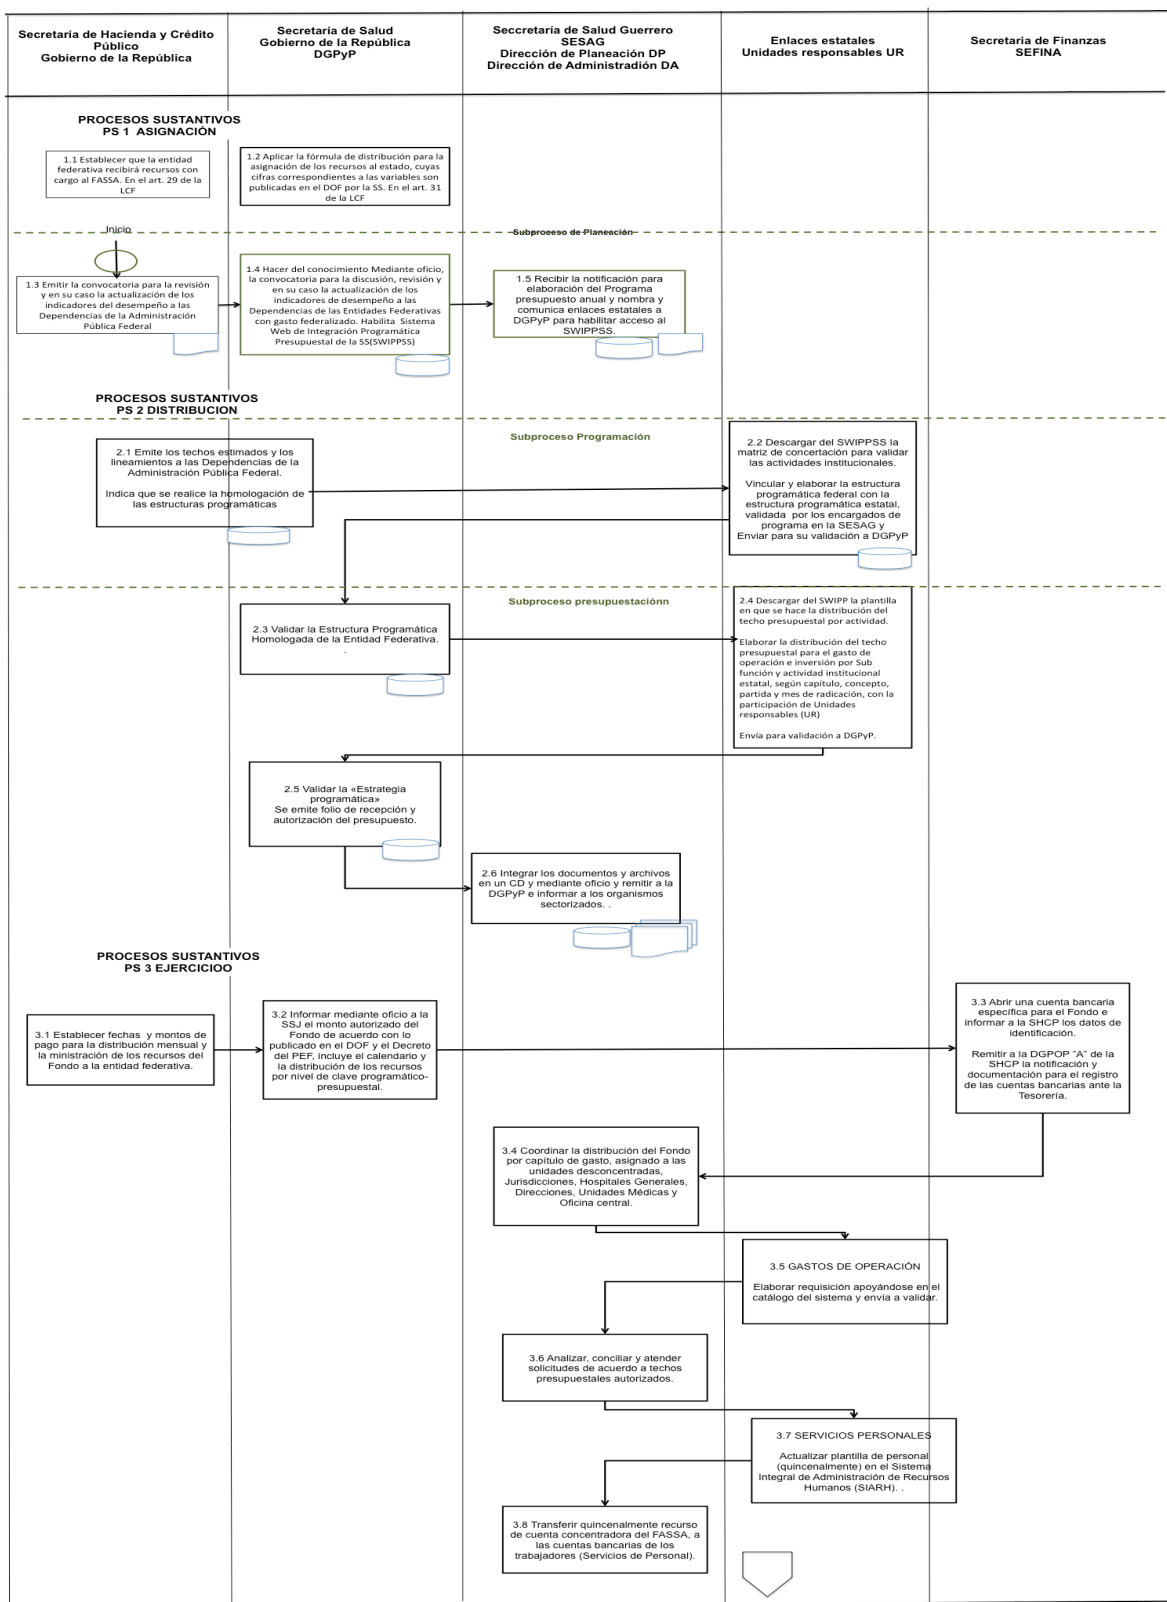 Secretaría de Hacienda y Crédito
Público
Gobierno de la República
Secretaría de Salud
Gobierno de la República
DGPyP
Seccretaría de Salud Guerrero
SESAG
Dirección de Planeación DP
Dirección de Administradión DA
Enlaces estatales
Unidades responsables UR
Secretaria de Finanzas
SEFINA
PROCESOS SUSTANTIVOS
PS 1 ASIGNACIÓN
1.1 Establecer que la entidad
federativa recibirá recursos con
cargo al FASSA. En el art. 29 de la
LCF
1.2 Aplicar la fórmula de distribución para la
asignación de los recursos al estado, cuyas
cifras correspondientes a las variables son
publicadas en el DOF por la SS. En el art. 31
de la LCF
Inicio
Subproceso de Planeación
1.3 Emitir la convocatoria para la revisión
y en su caso la actualización de los
indicadores del desempeño a las
Dependencias de la Administración
Pública Federal
1.4 Hacer del conocimiento Mediante oficio,
la convocatoria para la discusión, revisión y
en su caso la actualización de los
indicadores de desempeño a las
Dependencias de las Entidades Federativas
con gasto federalizado. Habilita Sistema
Web de Integración Programática
Presupuestal de la SS(SWIPPSS)
1.5 Recibir la notificación para
elaboración del Programa
presupuesto anual y nombra y
comunica enlaces estatales a
DGPyP para habilitar acceso al
SWIPPSS.
PROCESOS SUSTANTIVOS
PS 2 DISTRIBUCION
Subproceso Programación
2.1 Emite los techos estimados y los
lineamientos a las Dependencias de la
Administración Pública Federal.
Indica que se realice la homologación de
las estructuras programáticas
2.2 Descargar del SWIPPSS la
matriz de concertación para validar
las actividades institucionales.
Vincular y elaborar la estructura
programática federal con la
estructura programática estatal,
validada por los encargados de
programa en la SESAG y
Enviar para su validación a DGPyP
Subproceso presupuestaciónn
2.3 Validar la Estructura Programática
Homologada de la Entidad Federativa.
.
2.4 Descargar del SWIPP la plantilla
en que se hace la distribución del
techo presupuestal por actividad.
Elaborar la distribución del techo
presupuestal para el gasto de
operación e inversión por Sub
función y actividad institucional
estatal, según capítulo, concepto,
partida y mes de radicación, con la
participación de Unidades
responsables (UR)
Envía para validación a DGPyP.
2.5 Validar la «Estrategia
programática»
Se emite folio de recepción y
autorización del presupuesto.
2.6 Integrar los documentos y archivos
en un CD y mediante oficio y remitir a la
DGPyP e informar a los organismos
sectorizados. .
PROCESOS SUSTANTIVOS
PS 3 EJERCICIOO
3.1 Establecer fechas y montos de
pago para la distribución mensual y
la ministración de los recursos del
Fondo a la entidad federativa.
3.2 Informar mediante oficio a la
SSJ el monto autorizado del
Fondo de acuerdo con lo
publicado en el DOF y el Decreto
del PEF, incluye el calendario y
la distribución de los recursos
por nivel de clave programático-
presupuestal.
3.3 Abrir una cuenta bancaria
específica para el Fondo e
informar a la SHCP los datos de
identificación.
Remitir a la DGPOP "A" de la
SHCP la notificación y
documentación para el registro
de las cuentas bancarias ante la
Tesorería.
3.4 Coordinar la distribución del Fondo
por capítulo de gasto, asignado a las
unidades desconcentradas,
Jurisdicciones, Hospitales Generales,
Direcciones, Unidades Médicas y
Oficina central.
3.5 GASTOS DE OPERACIÓN
Elaborar requisición apoyándose en el
catálogo del sistema y envía a validar.
3.6 Analizar, conciliar y atender
solicitudes de acuerdo a techos
presupuestales autorizados.
3.7 SERVICIOS PERSONALES
Actualizar plantilla de personal
(quincenalmente) en el Sistema
Integral de Administración de Recursos
Humanos (SIARH). .
3.8 Transferir quincenalmente recurso
de cuenta concentradora del FASSA, a
las cuentas bancarias de los
trabajadores (Servicios de Personal).